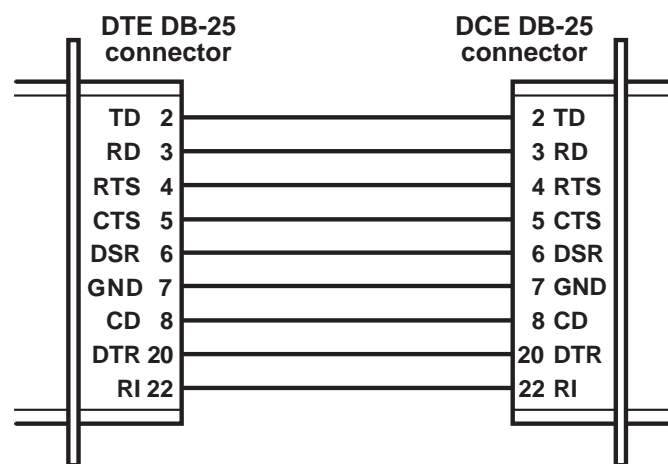 DTE DB-25
connector
DCE DB-25
connector
TD 2
2 TD
RD 3
3 RD
RTS 4
4 RTS
CTS 5
5 CTS
DSR 6
6 DSR
GND 7
7 GND
CD 8
8 CD
DTR 20
20 DTR
RI 22
22 RI